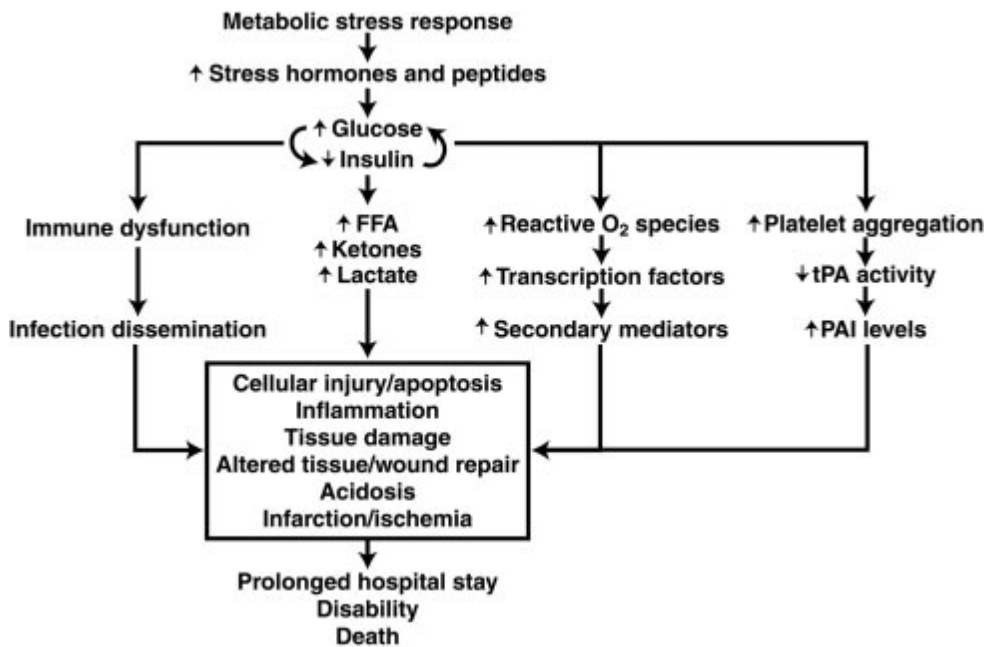 Metabolic stress response
↑ Stress hormones and peptides
↑ Glucose
↓ Insulin
Immune dysfunction
Infection dissemination
↑ FFA
↑ Ketones
↑ Lactate
↑ Reactive O₂ species
↑ Transcription factors
↑ Secondary mediators
↑ Platelet aggregation
↓ tPA activity
↑ PAI levels
Cellular injury/apoptosis
Inflammation
Tissue damage
Altered tissue/wound repair
Acidosis
Infarction/ischemia
Prolonged hospital stay
Disability
Death